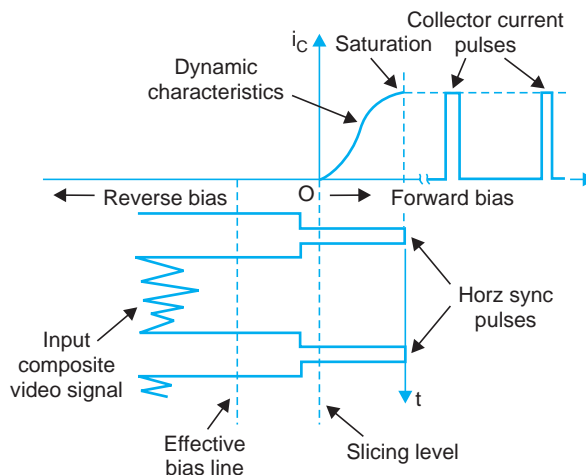 Collector current
pulses
i_C
Saturation
Dynamic
characteristics
Reverse bias
O
Forward bias
Horz sync
pulses
Input
composite
video signal
t
Effective
bias line
Slicing level